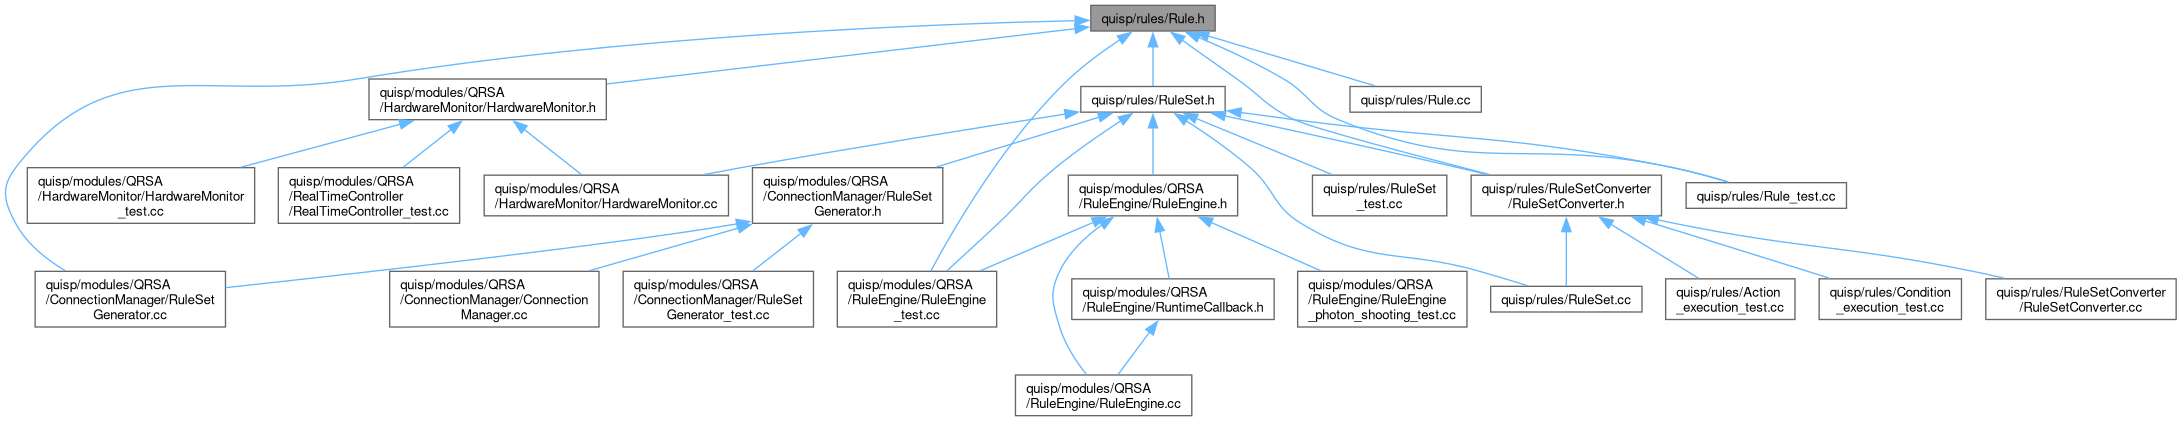 quisp/rules/Rule.h
quisp/modules/QRSA
/HardwareMonitor/HardwareMonitor.h
quisp/rules/RuleSet.h
quisp/rules/Rule.cc
quisp/modules/QRSA
/HardwareMonitor/HardwareMonitor
_test.cc
quisp/modules/QRSA
/RealTimeController
/RealTimeController_test.cc
quisp/modules/QRSA
/HardwareMonitor/HardwareMonitor.cc
quisp/modules/QRSA
/ConnectionManager/RuleSet
Generator.h
quisp/modules/QRSA
/RuleEngine/RuleEngine.h
quisp/rules/RuleSet
_test.cc
quisp/rules/RuleSetConverter
/RuleSetConverter.h
quisp/rules/Rule_test.cc
quisp/modules/QRSA
/ConnectionManager/RuleSet
Generator.cc
quisp/modules/QRSA
/ConnectionManager/Connection
Manager.cc
quisp/modules/QRSA
/ConnectionManager/RuleSet
Generator_test.cc
quisp/modules/QRSA
/RuleEngine/RuleEngine
_test.cc
quisp/modules/QRSA
/RuleEngine/RuntimeCallback.h
quisp/modules/QRSA
/RuleEngine/RuleEngine
_photon_shooting_test.cc
quisp/rules/RuleSet.cc
quisp/rules/Action
_execution_test.cc
quisp/rules/Condition
_execution_test.cc
quisp/rules/RuleSetConverter
/RuleSetConverter.cc
quisp/modules/QRSA
/RuleEngine/RuleEngine.cc